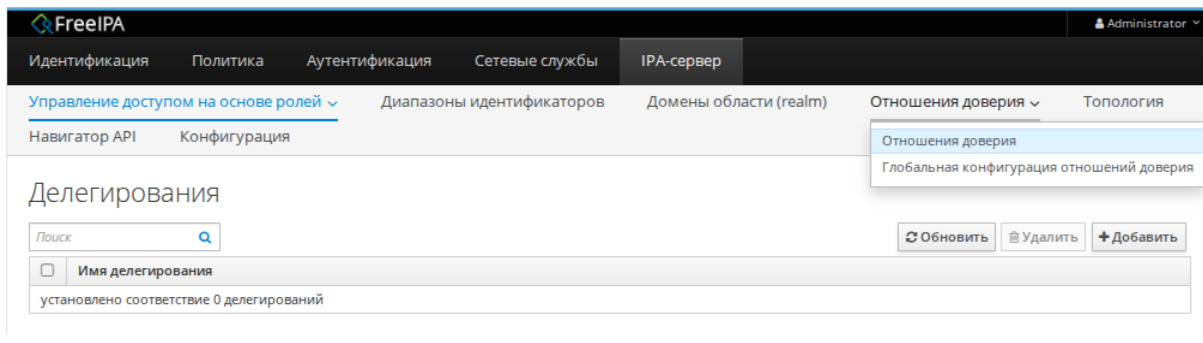 FreeIPA Administrator
Идентификация Политика Аутентификация Сетевые службы IPA-сервер
Управление доступом на основе ролей Диапазоны идентификаторов Домены области (realm) Отношения доверия Топология
Навигатор API Конфигурация
Отношения доверия
Глобальная конфигурация отношений доверия
Делегирования
Поиск Обновить Удалить Добавить
Имя делегирования
установлено соответствие 0 делегирований